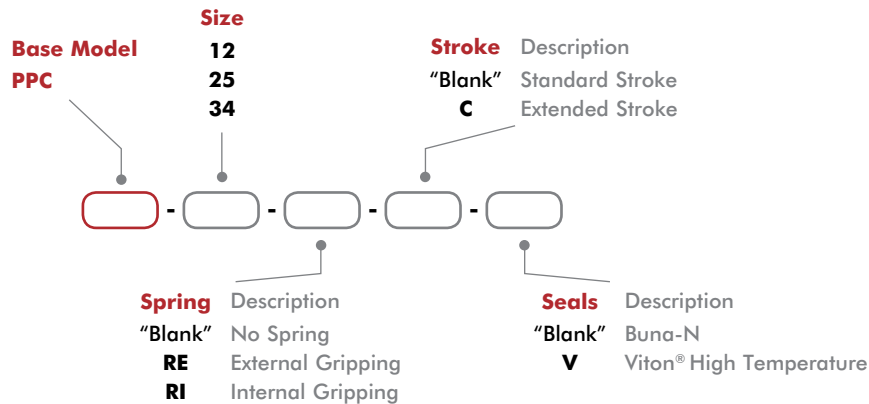 Size
Base Model 12
PPC 25
34
Stroke Description
“Blank” Standard Stroke
C Extended Stroke
- - - -
Spring Description
“Blank” No Spring
RE External Gripping
RI Internal Gripping
Seals Description
“Blank” Buna-N
V Viton® High Temperature